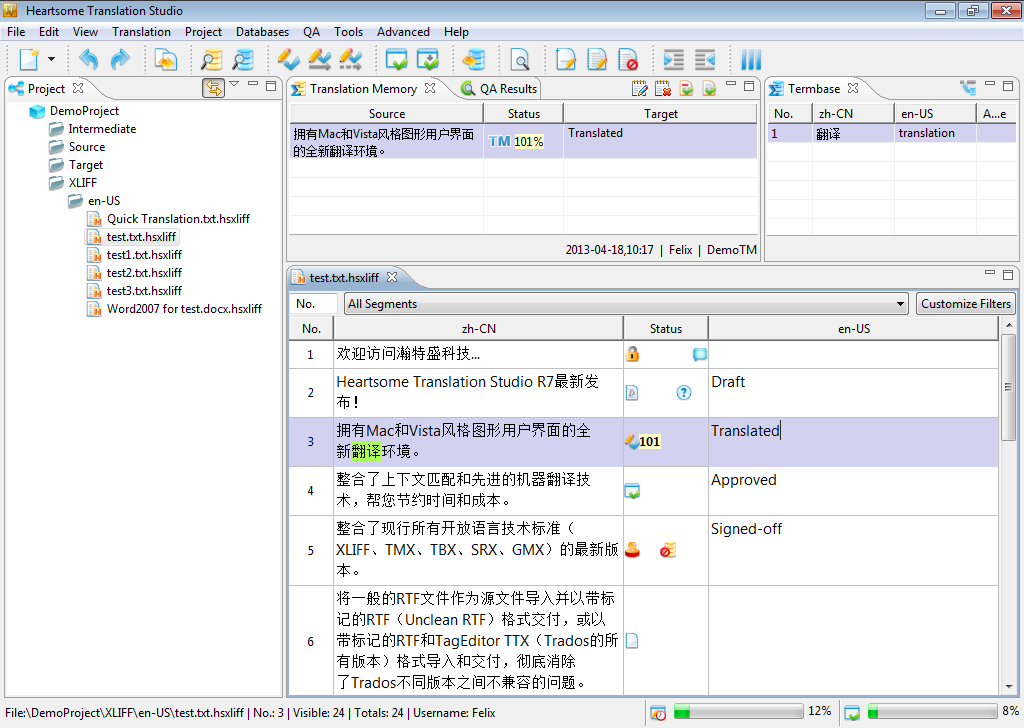 Heartsome Translation Studio
File Edit View Translation Project Databases QA Tools Advanced Help
Project
DemoProject
Intermediate
Source
Target
XLIFF
en-US
Quick Translation.txt.hsxliff
test.txt.hsxliff
test1.txt.hsxliff
test2.txt.hsxliff
test3.txt.hsxliff
Word2007 for test.docx.hsxliff
Translation Memory QA Results
Source Status Target
拥有Mac和Vista风格图形用户界面
的全新翻译环境。
TM 101%
Translated
2013-04-18,10:17 | Felix | DemoTM
Termbase
No. zh-CN en-US A...e
1 翻译 translation
test.txt.hsxliff
No. All Segments Customize Filters
No. zh-CN Status en-US
1 欢迎访问瀚特盛科技...
2 Heartsome Translation Studio R7最新发
布！
Draft
3 拥有Mac和Vista风格图形用户界面的全
新翻译环境。
101
Translated
4 整合了上下文匹配和先进的机器翻译技
术，帮您节约时间和成本。
Approved
5 整合了现行所有开放语言技术标准（
XLIFF、TMX、TBX、SRX、GMX）的最新版
本。
Signed-off
6 将一般的RTF文件作为源文件导入并以带标
记的RTF（Unclean RTF）格式交付，或以
带标记的RTF和TagEditor TTX（Trados的所
有版本）格式导入和交付，彻底消除
了Trados不同版本之间不兼容的问题。
File:\DemoProject\XLIFF\en-US\test.txt.hsxliff | No.: 3 | Visible: 24 | Totals: 24 | Username: Felix
12%
8%